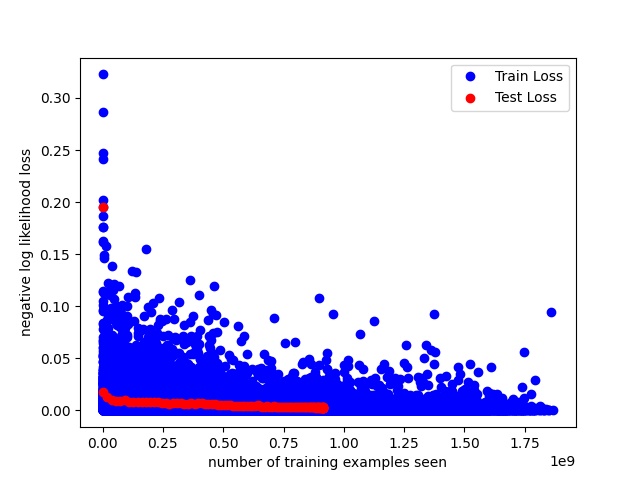 Train Loss
Test Loss
negative log likelihood loss
0.30
0.25
0.20
0.15
0.10
0.05
0.00
0.00 0.25 0.50 0.75 1.00 1.25 1.50 1.75
1e9
number of training examples seen